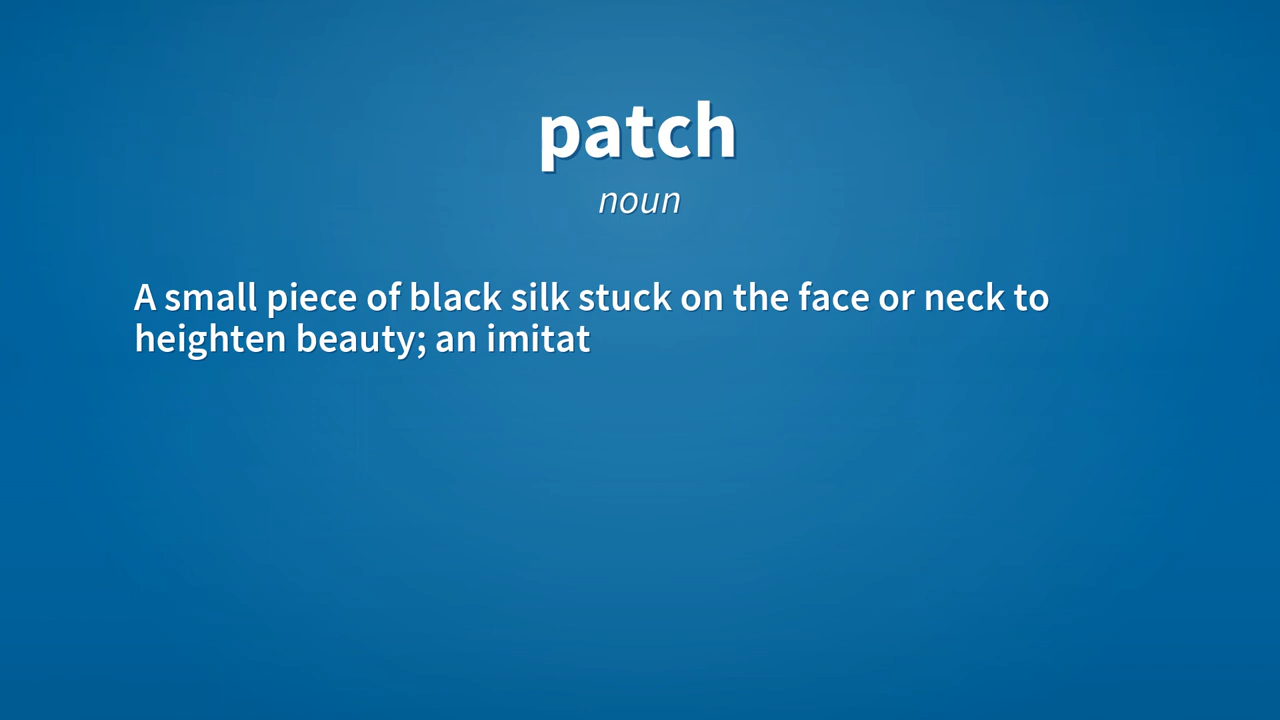 patch
noun
A small piece of black silk stuck on the face or neck to
heighten beauty; an imitat